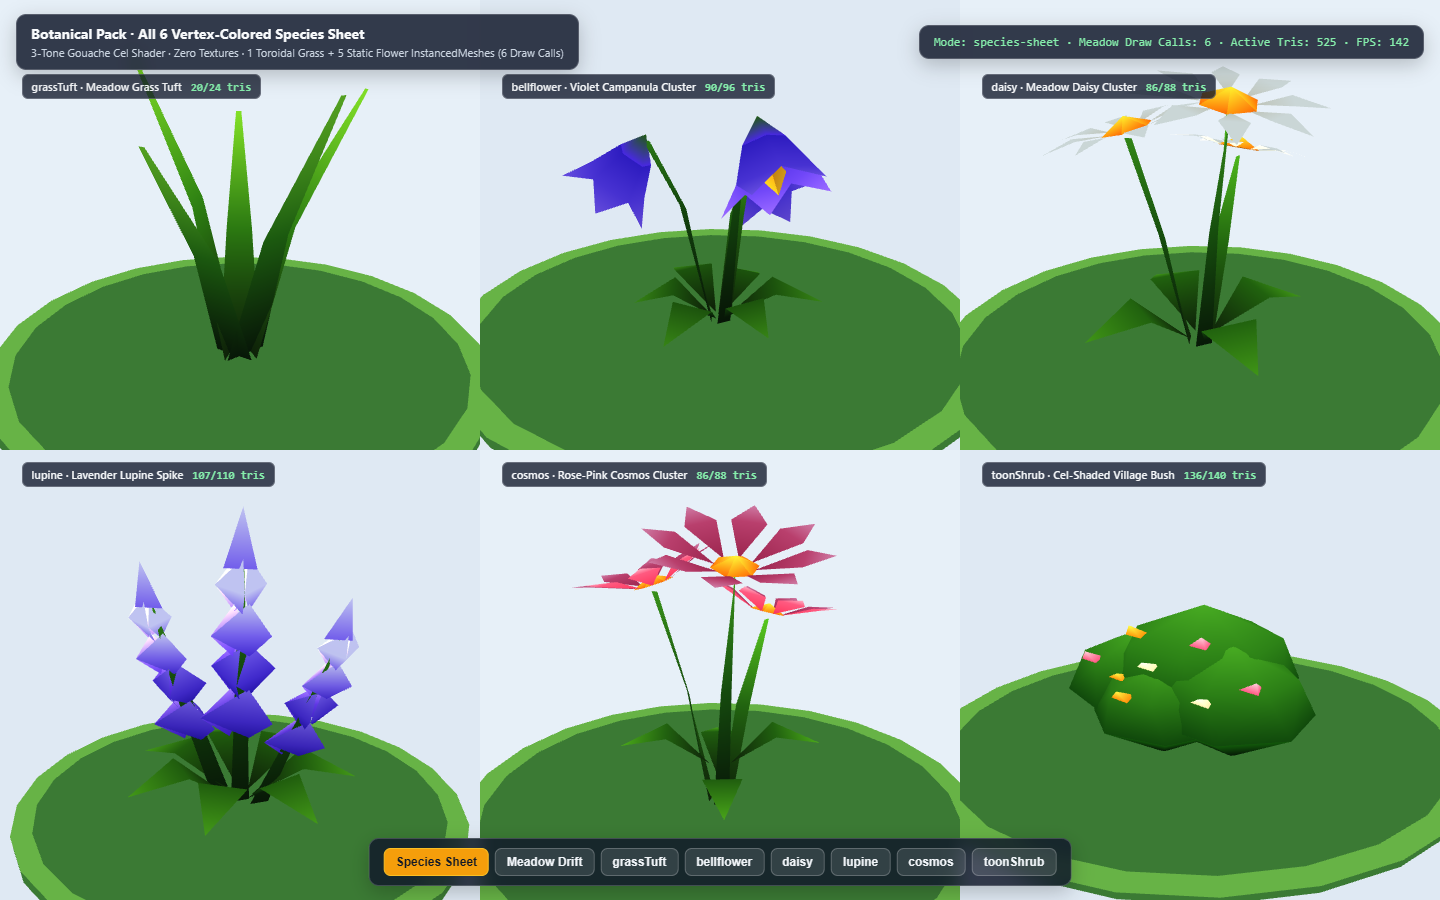 Botanical Pack · All 6 Vertex-Colored Species Sheet
3-Tone Gouache Cel Shader · Zero Textures · 1 Toroidal Grass + 5 Static Flower InstancedMeshes (6 Draw Calls)
Mode: species-sheet · Meadow Draw Calls: 6 · Active Tris: 525 · FPS: 142
grassTuft · Meadow Grass Tuft 20/24 tris
bellflower · Violet Campanula Cluster 90/96 tris
daisy · Meadow Daisy Cluster 86/88 tris
lupine · Lavender Lupine Spike 107/110 tris
cosmos · Rose-Pink Cosmos Cluster 86/88 tris
toonShrub · Cel-Shaded Village Bush 136/140 tris
Species Sheet Meadow Drift grassTuft bellflower daisy lupine cosmos toonShrub